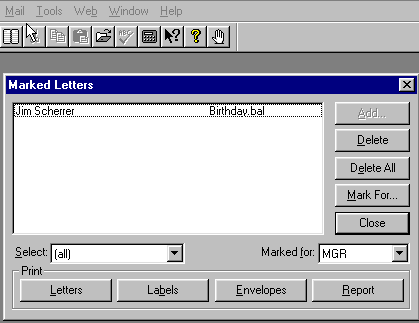 Mail Tools Web Window Help
Marked Letters
Jim Scherrer Birthday.bal
Add...
Delete
Delete All
Mark For...
Close
Select: (all) Marked for: MGR
Print
Letters Labels Envelopes Report